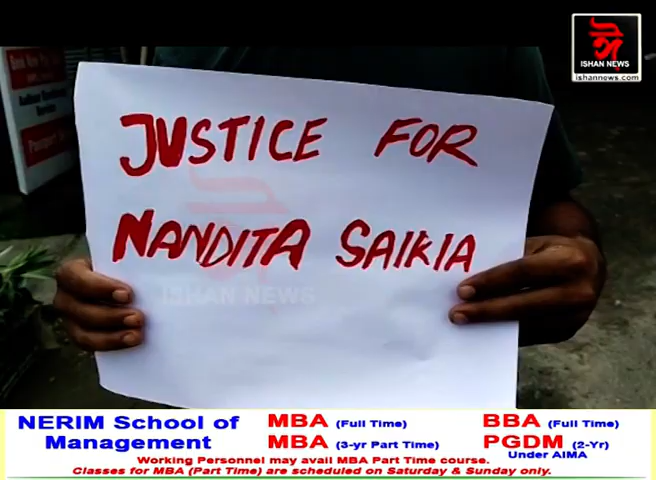 ISHAN NEWS
ishannews.com
JUSTICE FOR
NANDITA SAIKIA
ISHAN NEWS
NERIM School of Management
MBA (Full Time)
MBA (3-yr Part Time)
BBA (Full Time)
PGDM (2-Yr)
Under AIMA
Working Personnel may avail MBA Part Time course.
Classes for MBA (Part Time) are scheduled on Saturday & Sunday only.